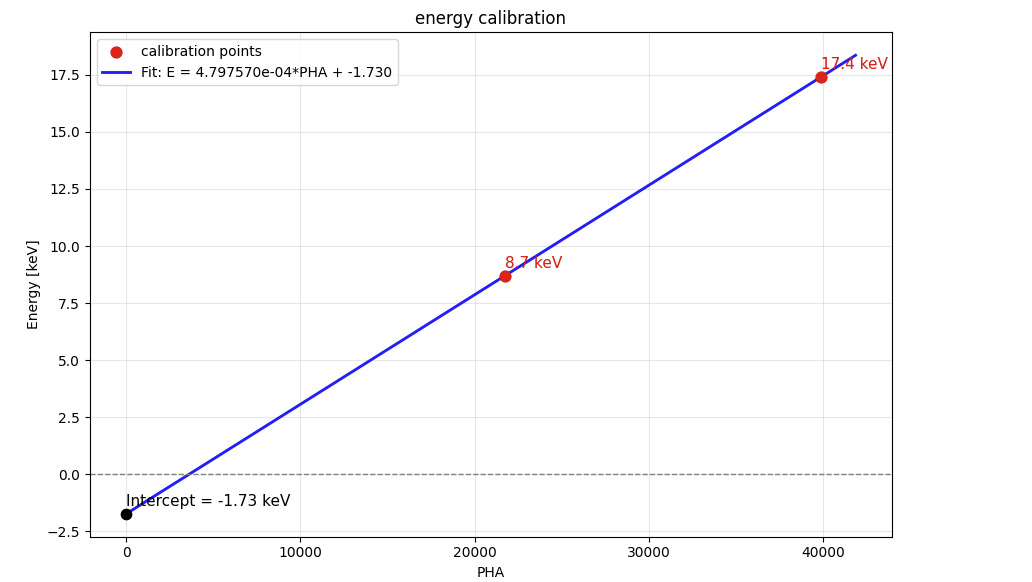 energy calibration
calibration points
Fit: E = 4.797570e-04*PHA + -1.730
17.4 keV
8.7 keV
Intercept = -1.73 keV
Energy [keV]
17.5
15.0
12.5
10.0
7.5
5.0
2.5
0.0
−2.5
0 10000 20000 30000 40000
PHA